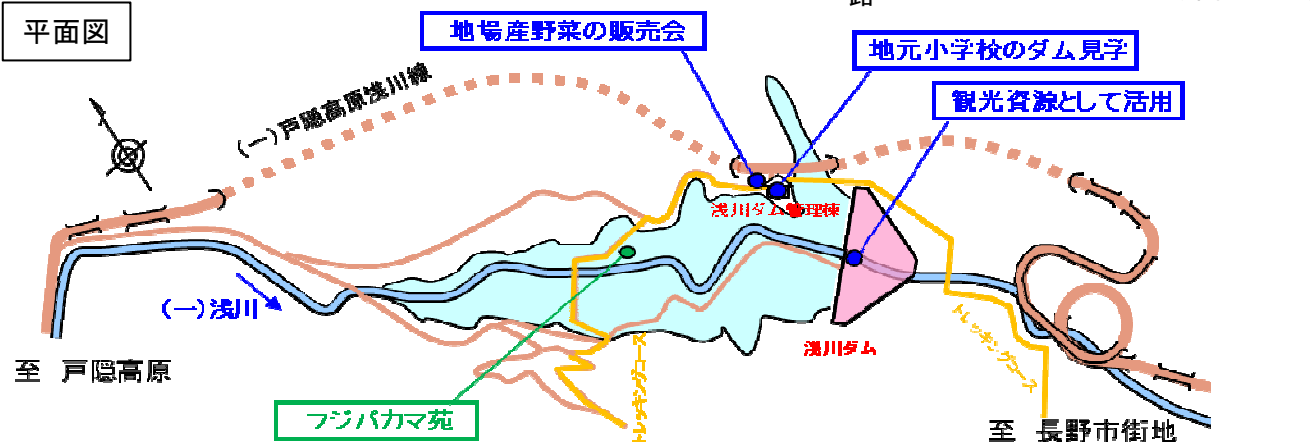 平面図
地場産野菜の販売会
地元小学校のダム見学
観光資源として活用
(一)戸隠高原浅川線
浅川ダム管理棟
(一)浅川
浅川ダム
トレッキングコース
トレッキングコース
至 戸隠高原
フジバカマ苑
至 長野市街地